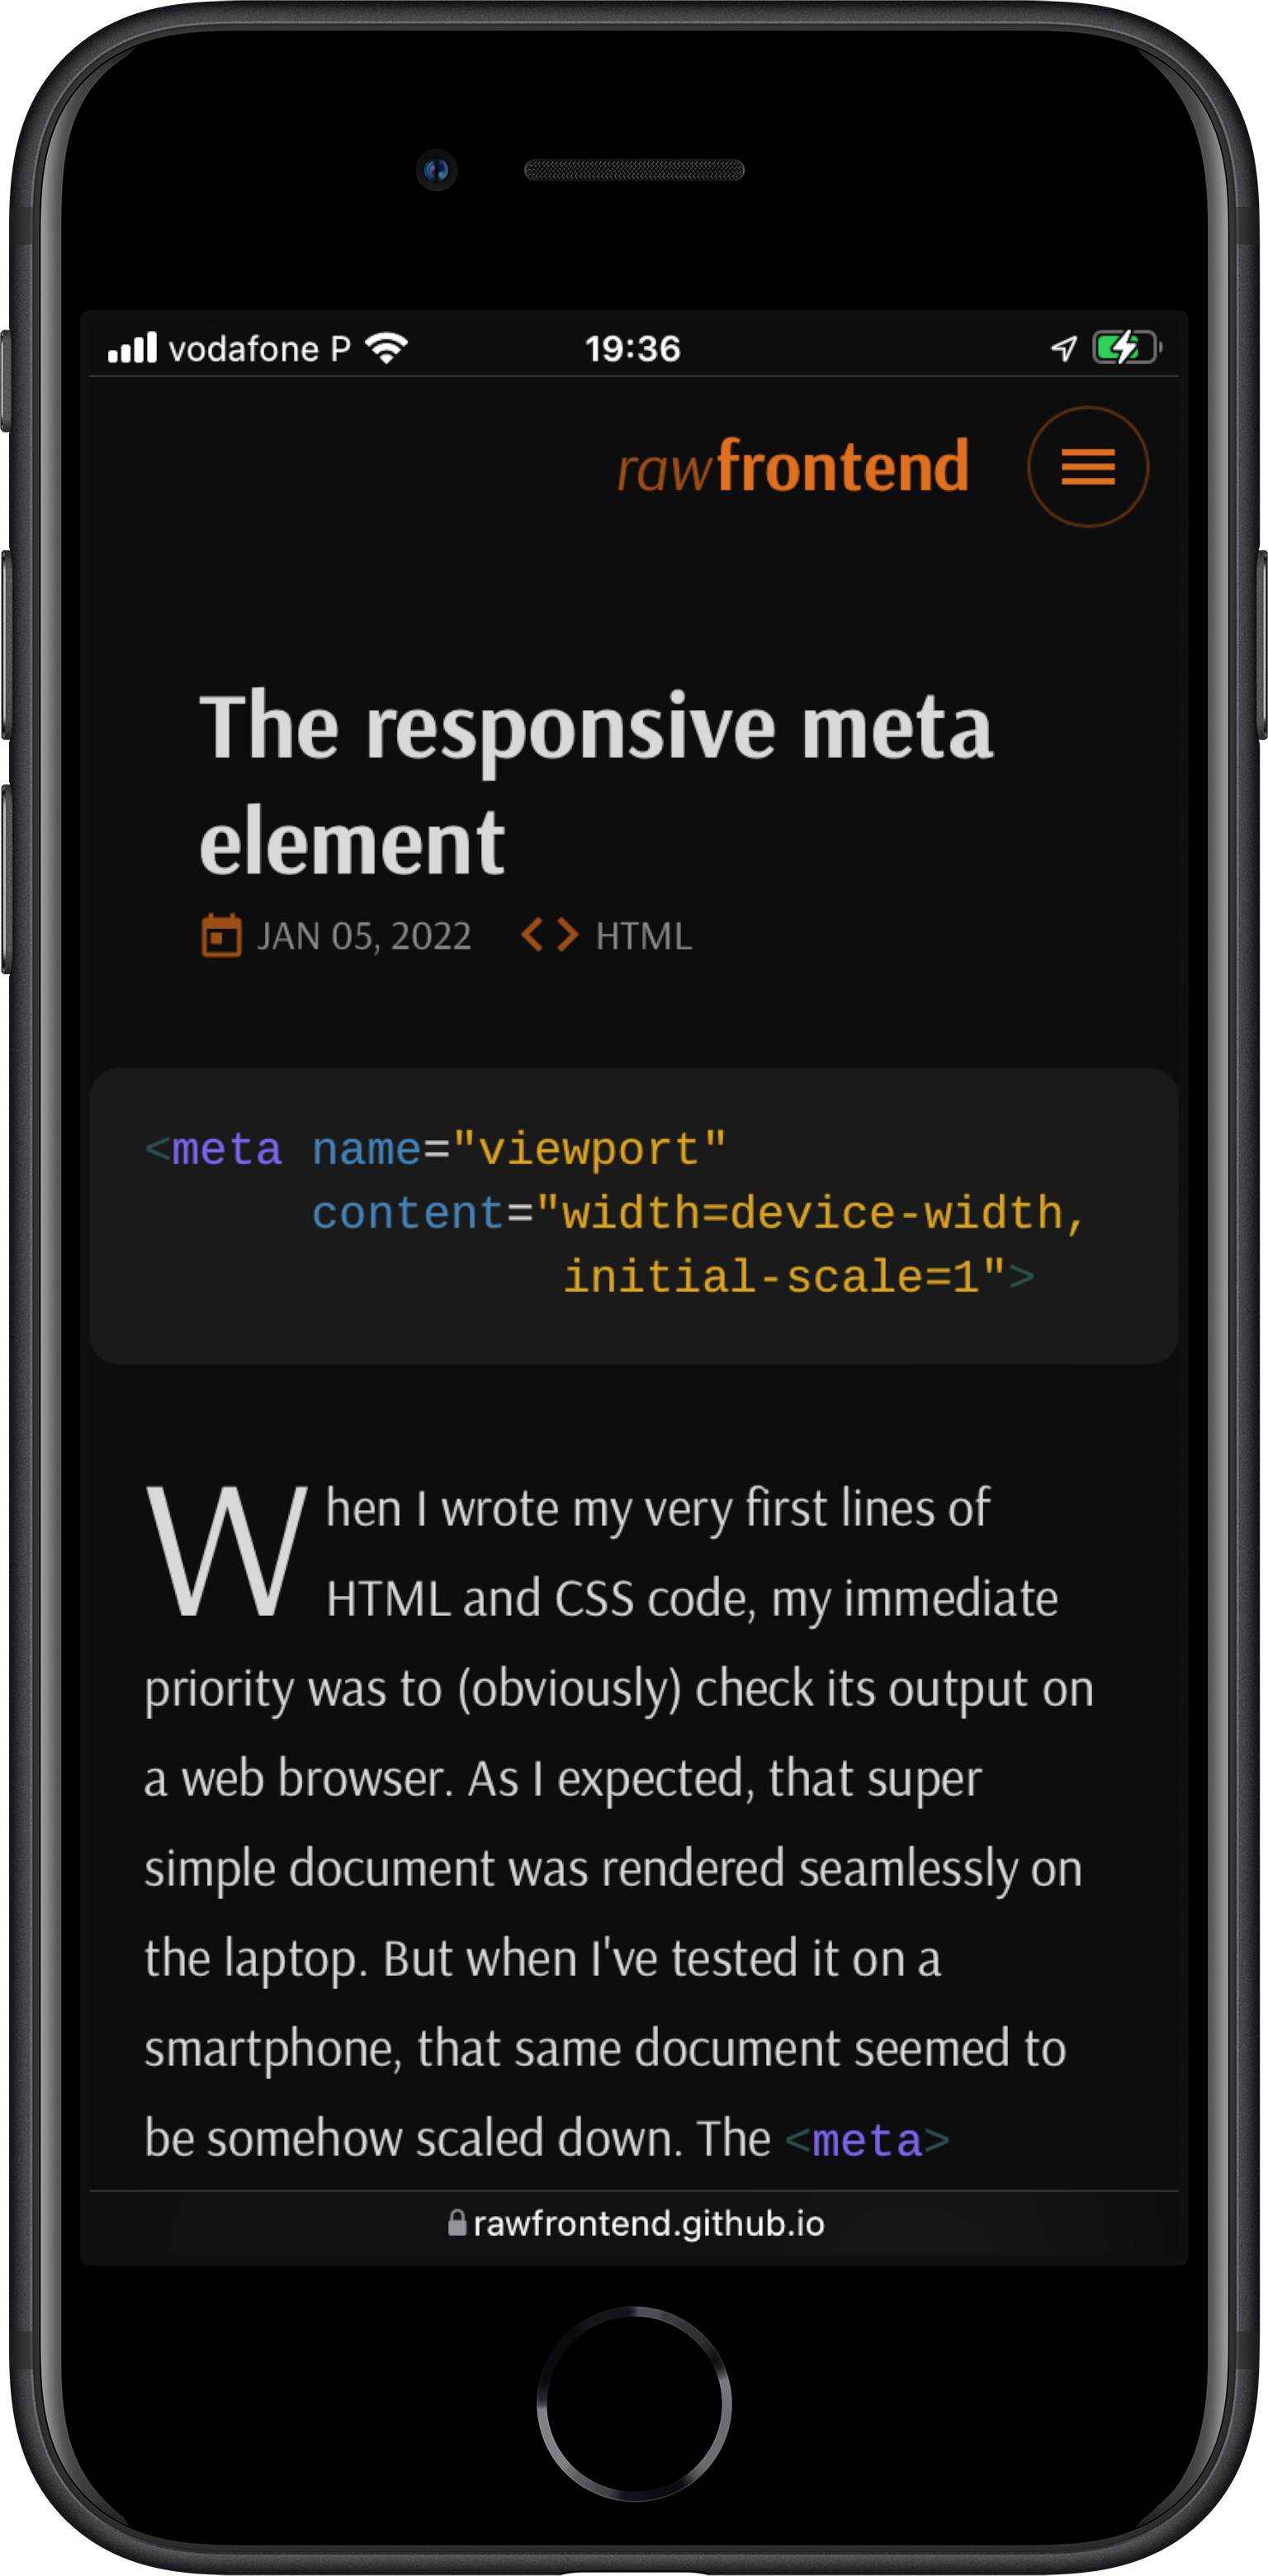 vodafone P 19:36
rawfrontend
The responsive meta
element
JAN 05, 2022 < > HTML
<meta name="viewport"
content="width=device-width,
initial-scale=1">
When I wrote my very first lines of
HTML and CSS code, my immediate
priority was to (obviously) check its output on
a web browser. As I expected, that super
simple document was rendered seamlessly on
the laptop. But when I've tested it on a
smartphone, that same document seemed to
be somehow scaled down. The <meta>
rawfrontend.github.io